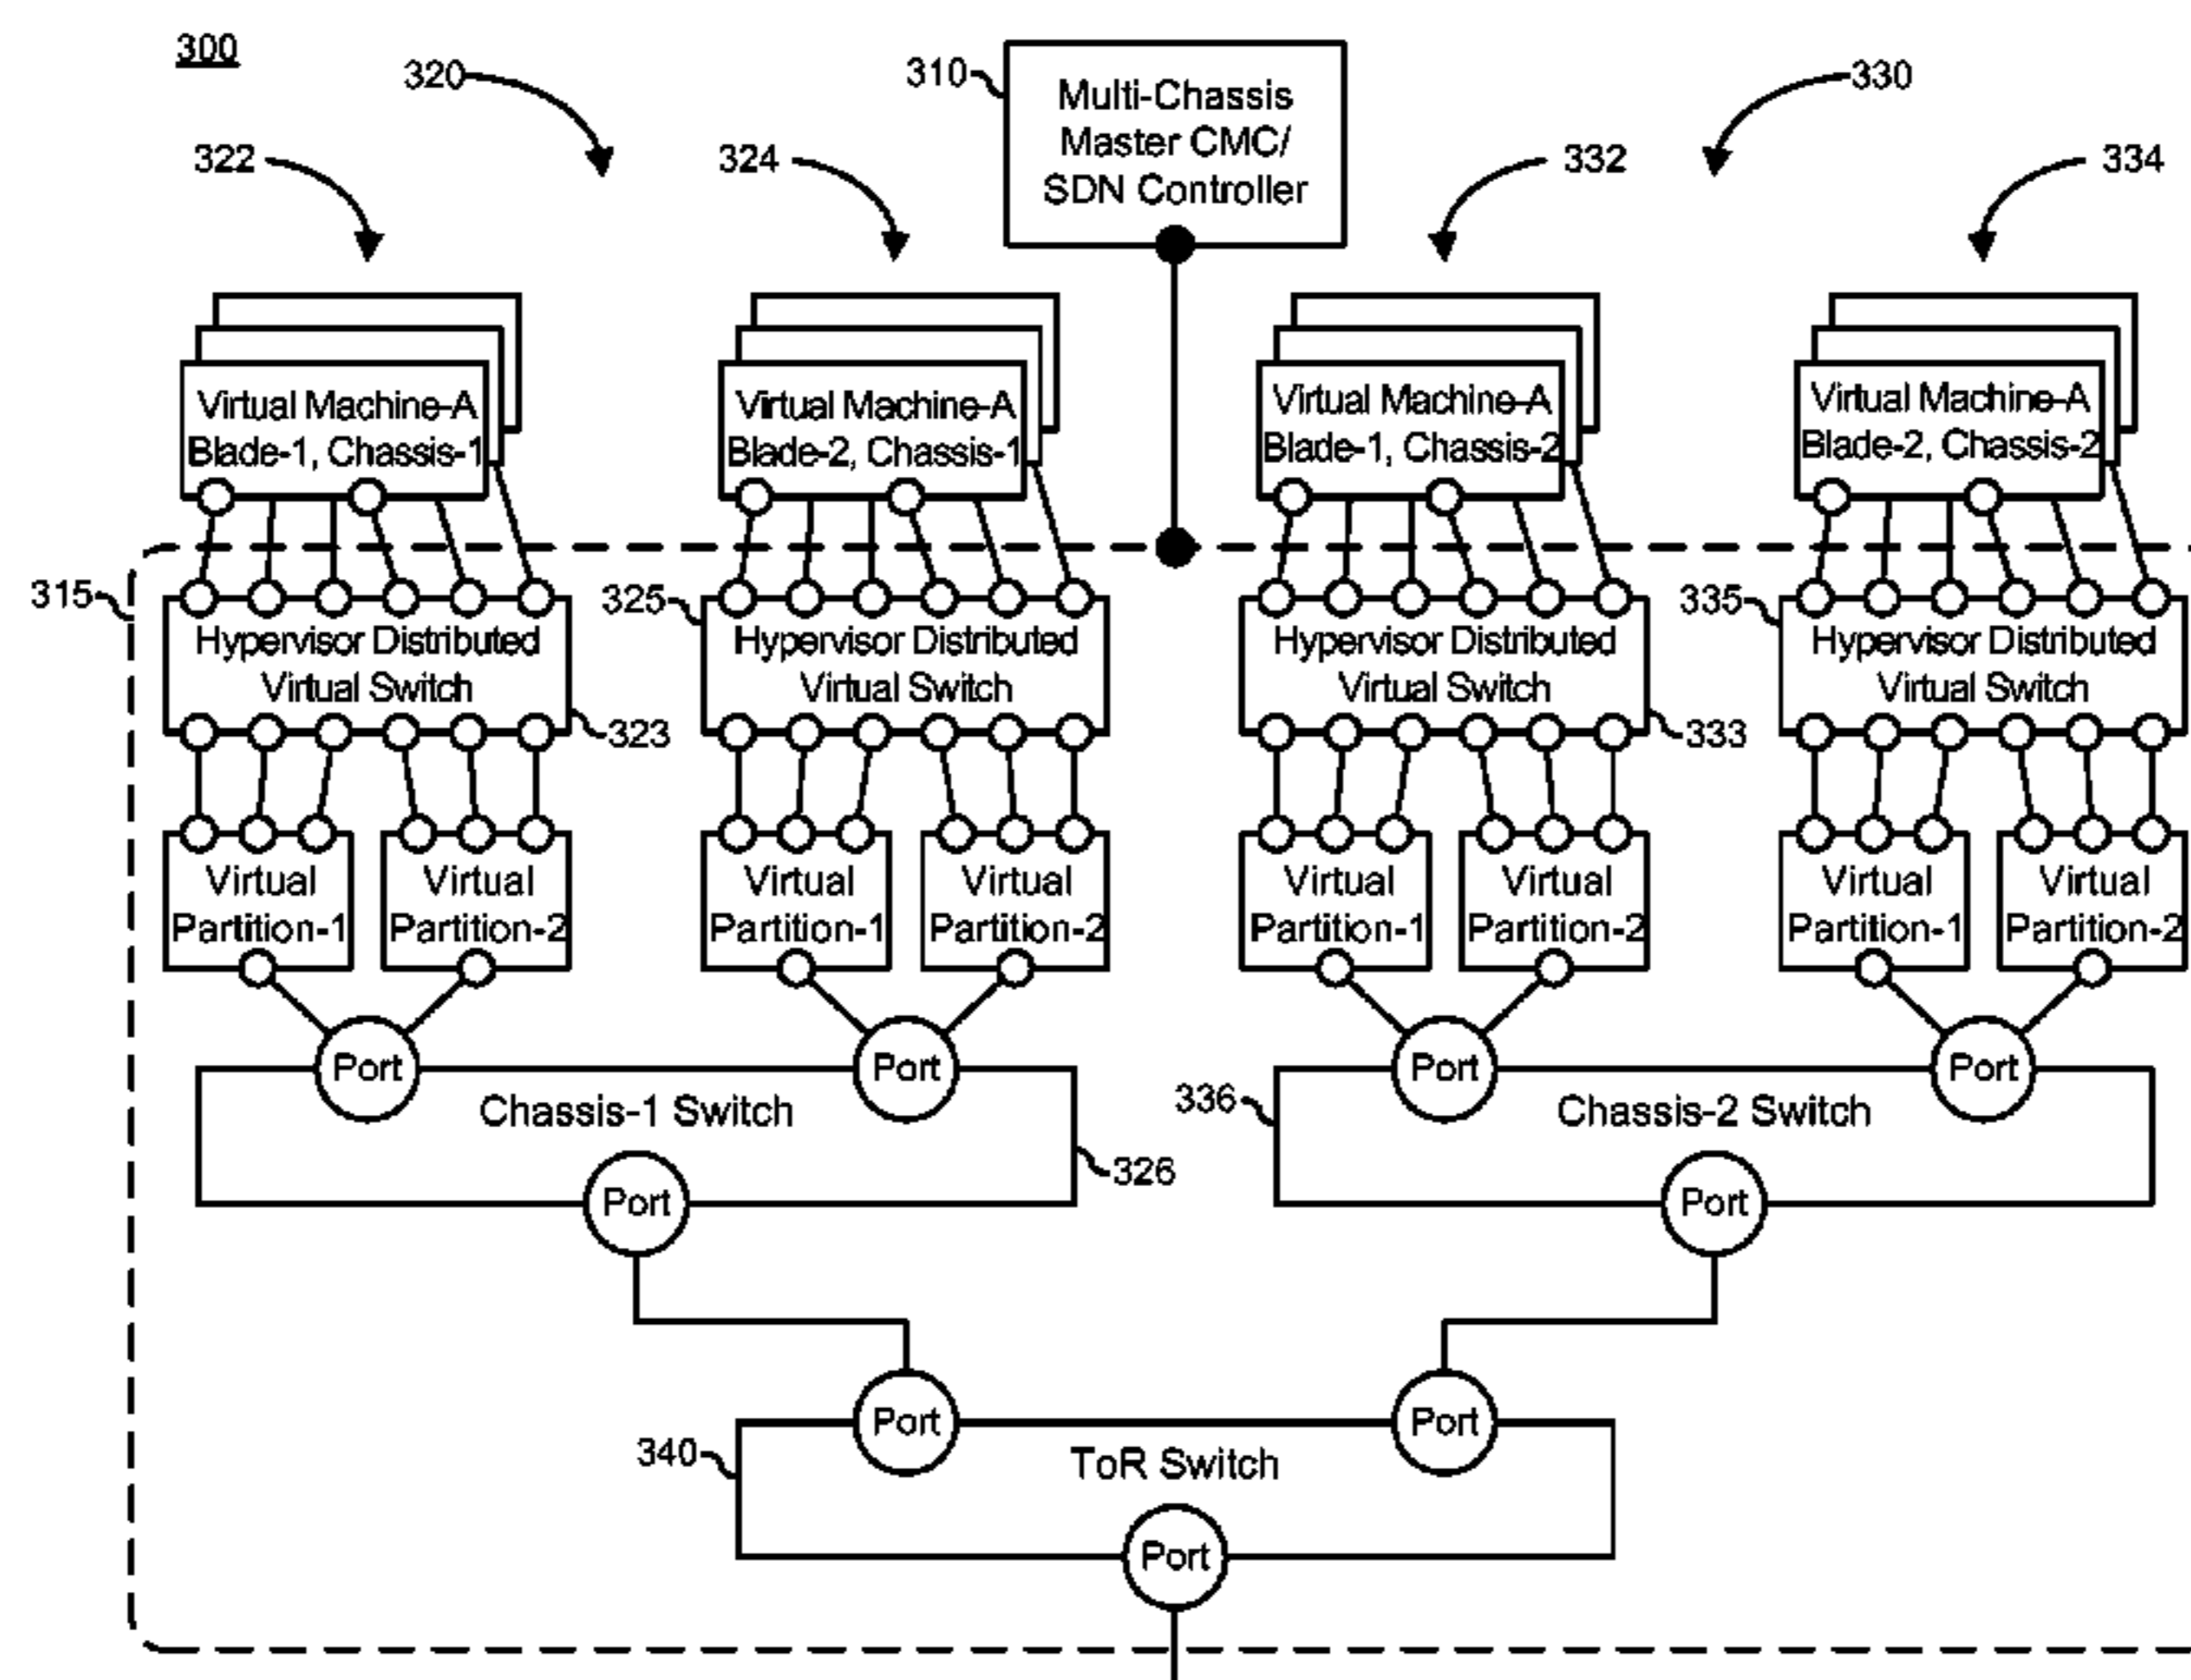 300
320
310
Multi-Chassis
Master CMC/
SDN Controller
330
322
324
332
334
Virtual Machine-A
Blade-1, Chassis-1
Virtual Machine-A
Blade-2, Chassis-1
Virtual Machine-A
Blade-1, Chassis-2
Virtual Machine-A
Blade-2, Chassis-2
315
Hypervisor Distributed
Virtual Switch
323
325
Hypervisor Distributed
Virtual Switch
Hypervisor Distributed
Virtual Switch
333
335
Hypervisor Distributed
Virtual Switch
Virtual
Partition-1
Virtual
Partition-2
Virtual
Partition-1
Virtual
Partition-2
Virtual
Partition-1
Virtual
Partition-2
Virtual
Partition-1
Virtual
Partition-2
Port
Port
Port
Port
Chassis-1 Switch
326
336
Chassis-2 Switch
Port
Port
Port
Port
340
ToR Switch
Port